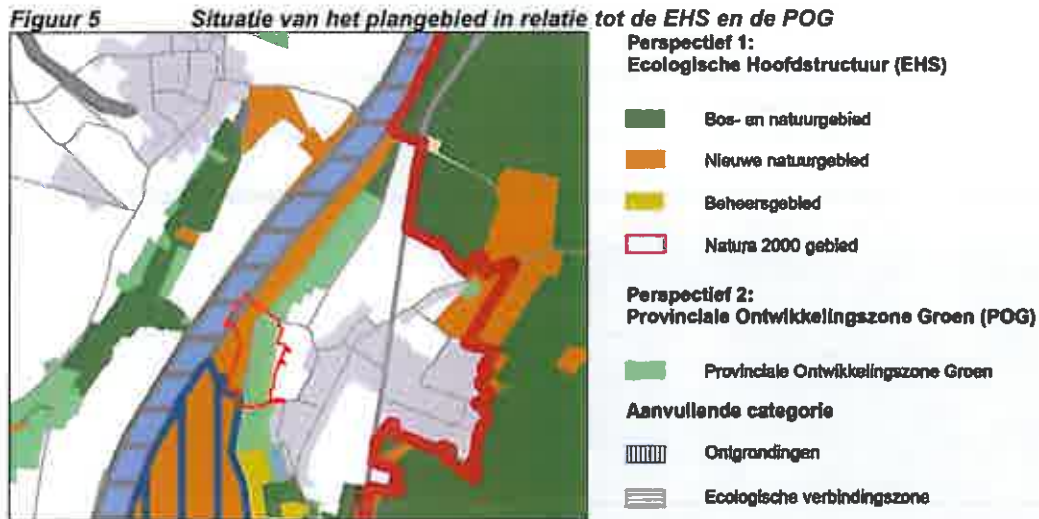 Figuur 5 Situatie van het plangebied in relatie tot de EHS en de POG
Perspectief 1:
Ecologische Hoofdstructuur (EHS)
Bos- en natuurgebied
Nieuwe natuurgebied
Beheersgebied
Natura 2000 gebied
Perspectief 2:
Provinciale Ontwikkelingszone Groen (POG)
Provinciale Ontwikkelingszone Groen
Aanvullende categorie
Ontgrondingen
Ecologische verbindingszone